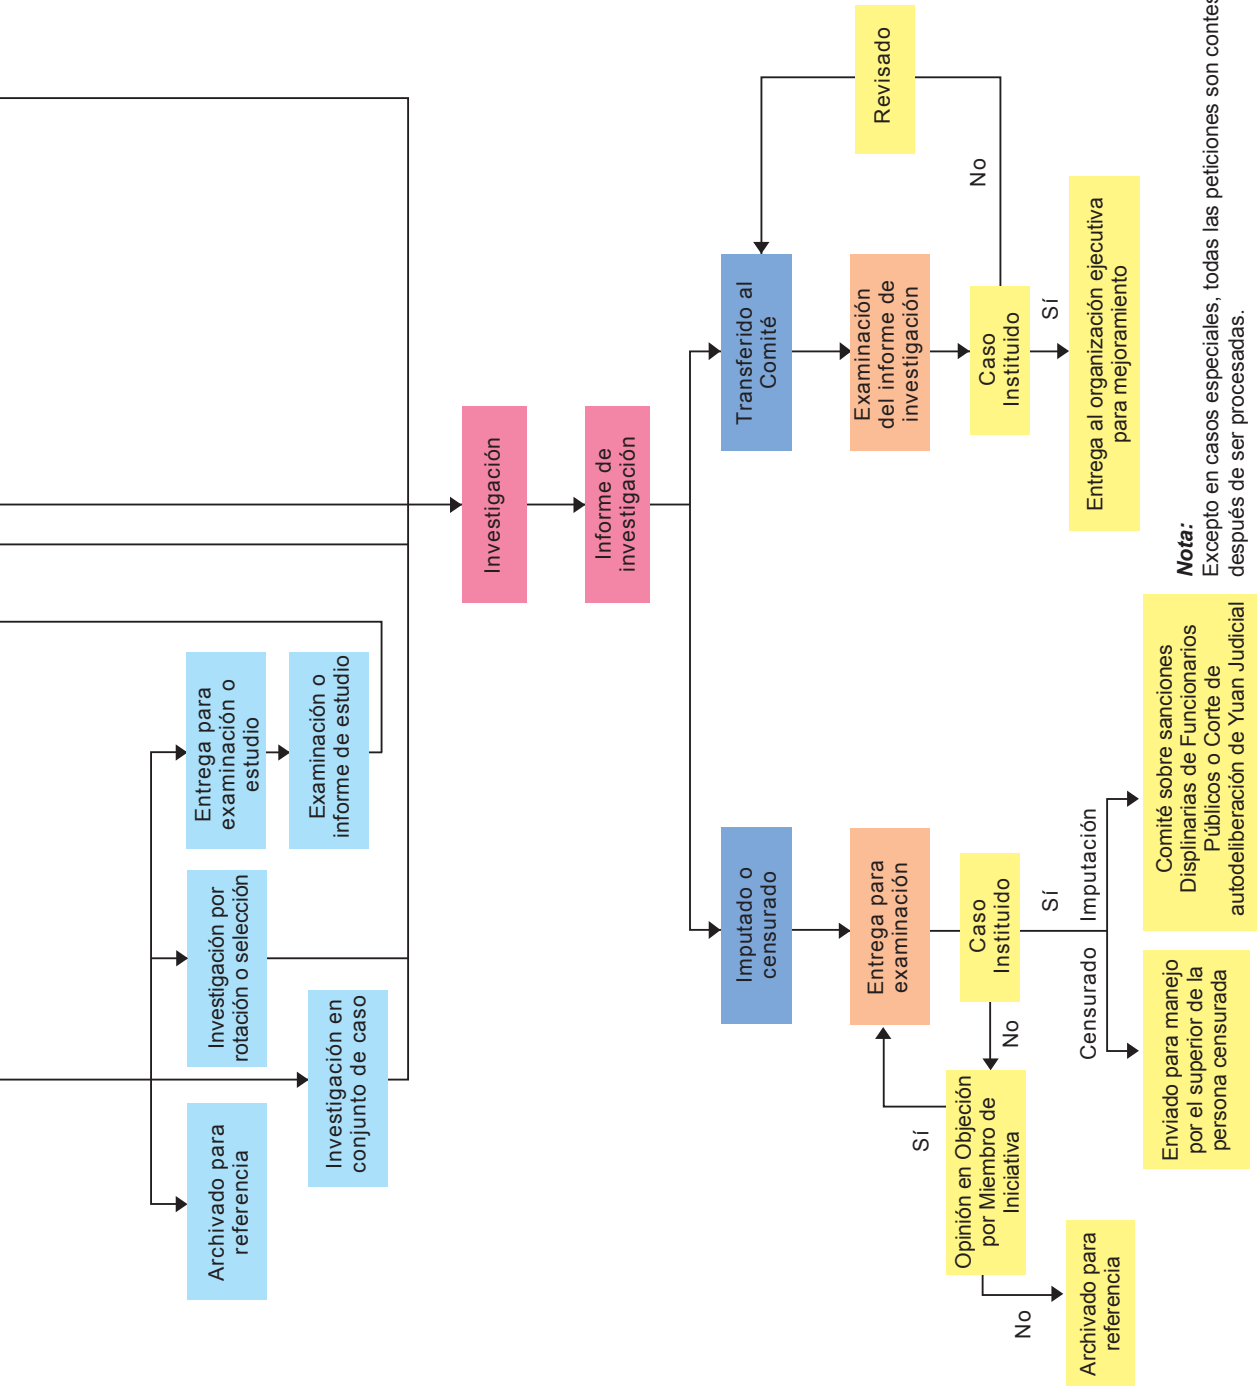 Archivado para
referencia
Investigación por
rotación o selección
Entrega para
examinación o
estudio
Investigación en
conjunto de caso
Examinación o
informe de estudio
Investigación
Informe de
investigación
Imputado o
censurado
Transferido al
Comité
Revisado
Entrega para
examinación
Examinación
del informe de
investigación
Caso
Instituido
Caso
Instituido
No
Sí
No
Sí
Opinión en Objeción
por Miembro de
Iniciativa
Sí
No
Censurado
Imputación
Entrega al organización ejecutiva
para mejoramiento
Archivado para
referencia
Enviado para manejo
por el superior de la
persona censurada
Comité sobre sanciones
Displinarias de Funcionarios
Públicos o Corte de
autodeliberación de Yuan Judicial
Nota:
Excepto en casos especiales, todas las peticiones son
después de ser procesadas.